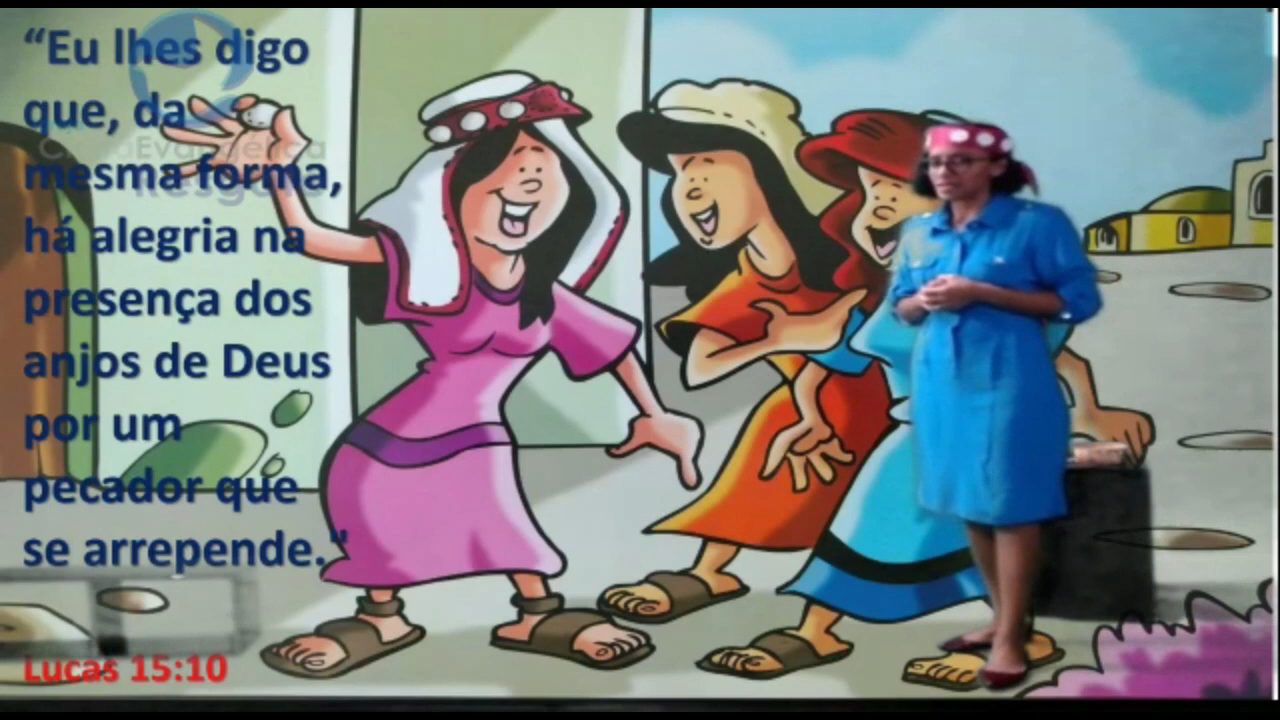 “Eu lhes digo
que, da
mesma forma,
há alegria na
presença dos
anjos de Deus
por um
pecador que
se arrepende."
Lucas 15:10